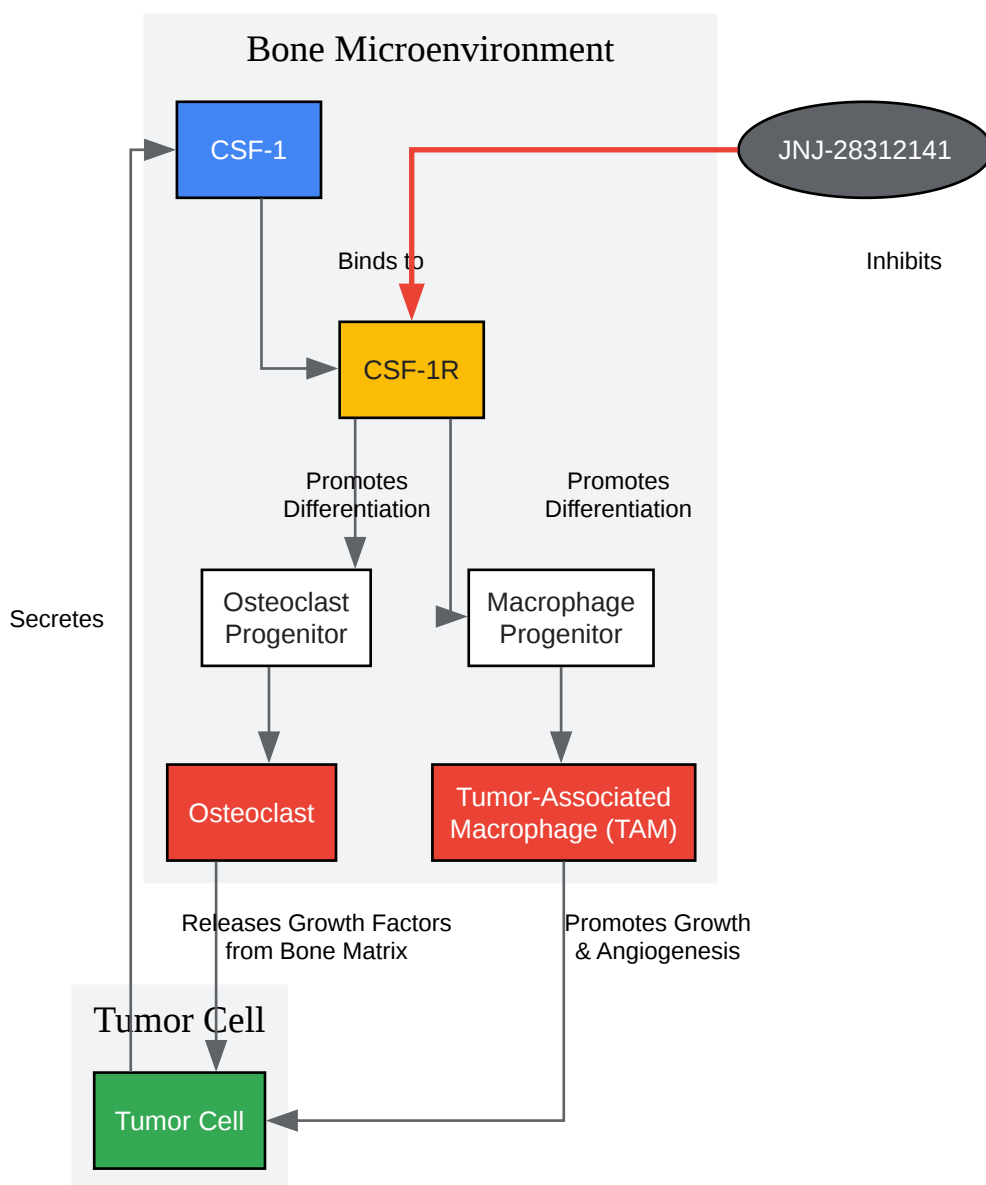 Bone Microenvironment
CSF-1
JNJ-28312141
Binds to
Inhibits
CSF-1R
Promotes
Differentiation
Promotes
Differentiation
Osteoclast
Progenitor
Macrophage
Progenitor
Secretes
Osteoclast
Tumor-Associated
Macrophage (TAM)
Releases Growth Factors
from Bone Matrix
Promotes Growth
& Angiogenesis
Tumor Cell
Tumor Cell